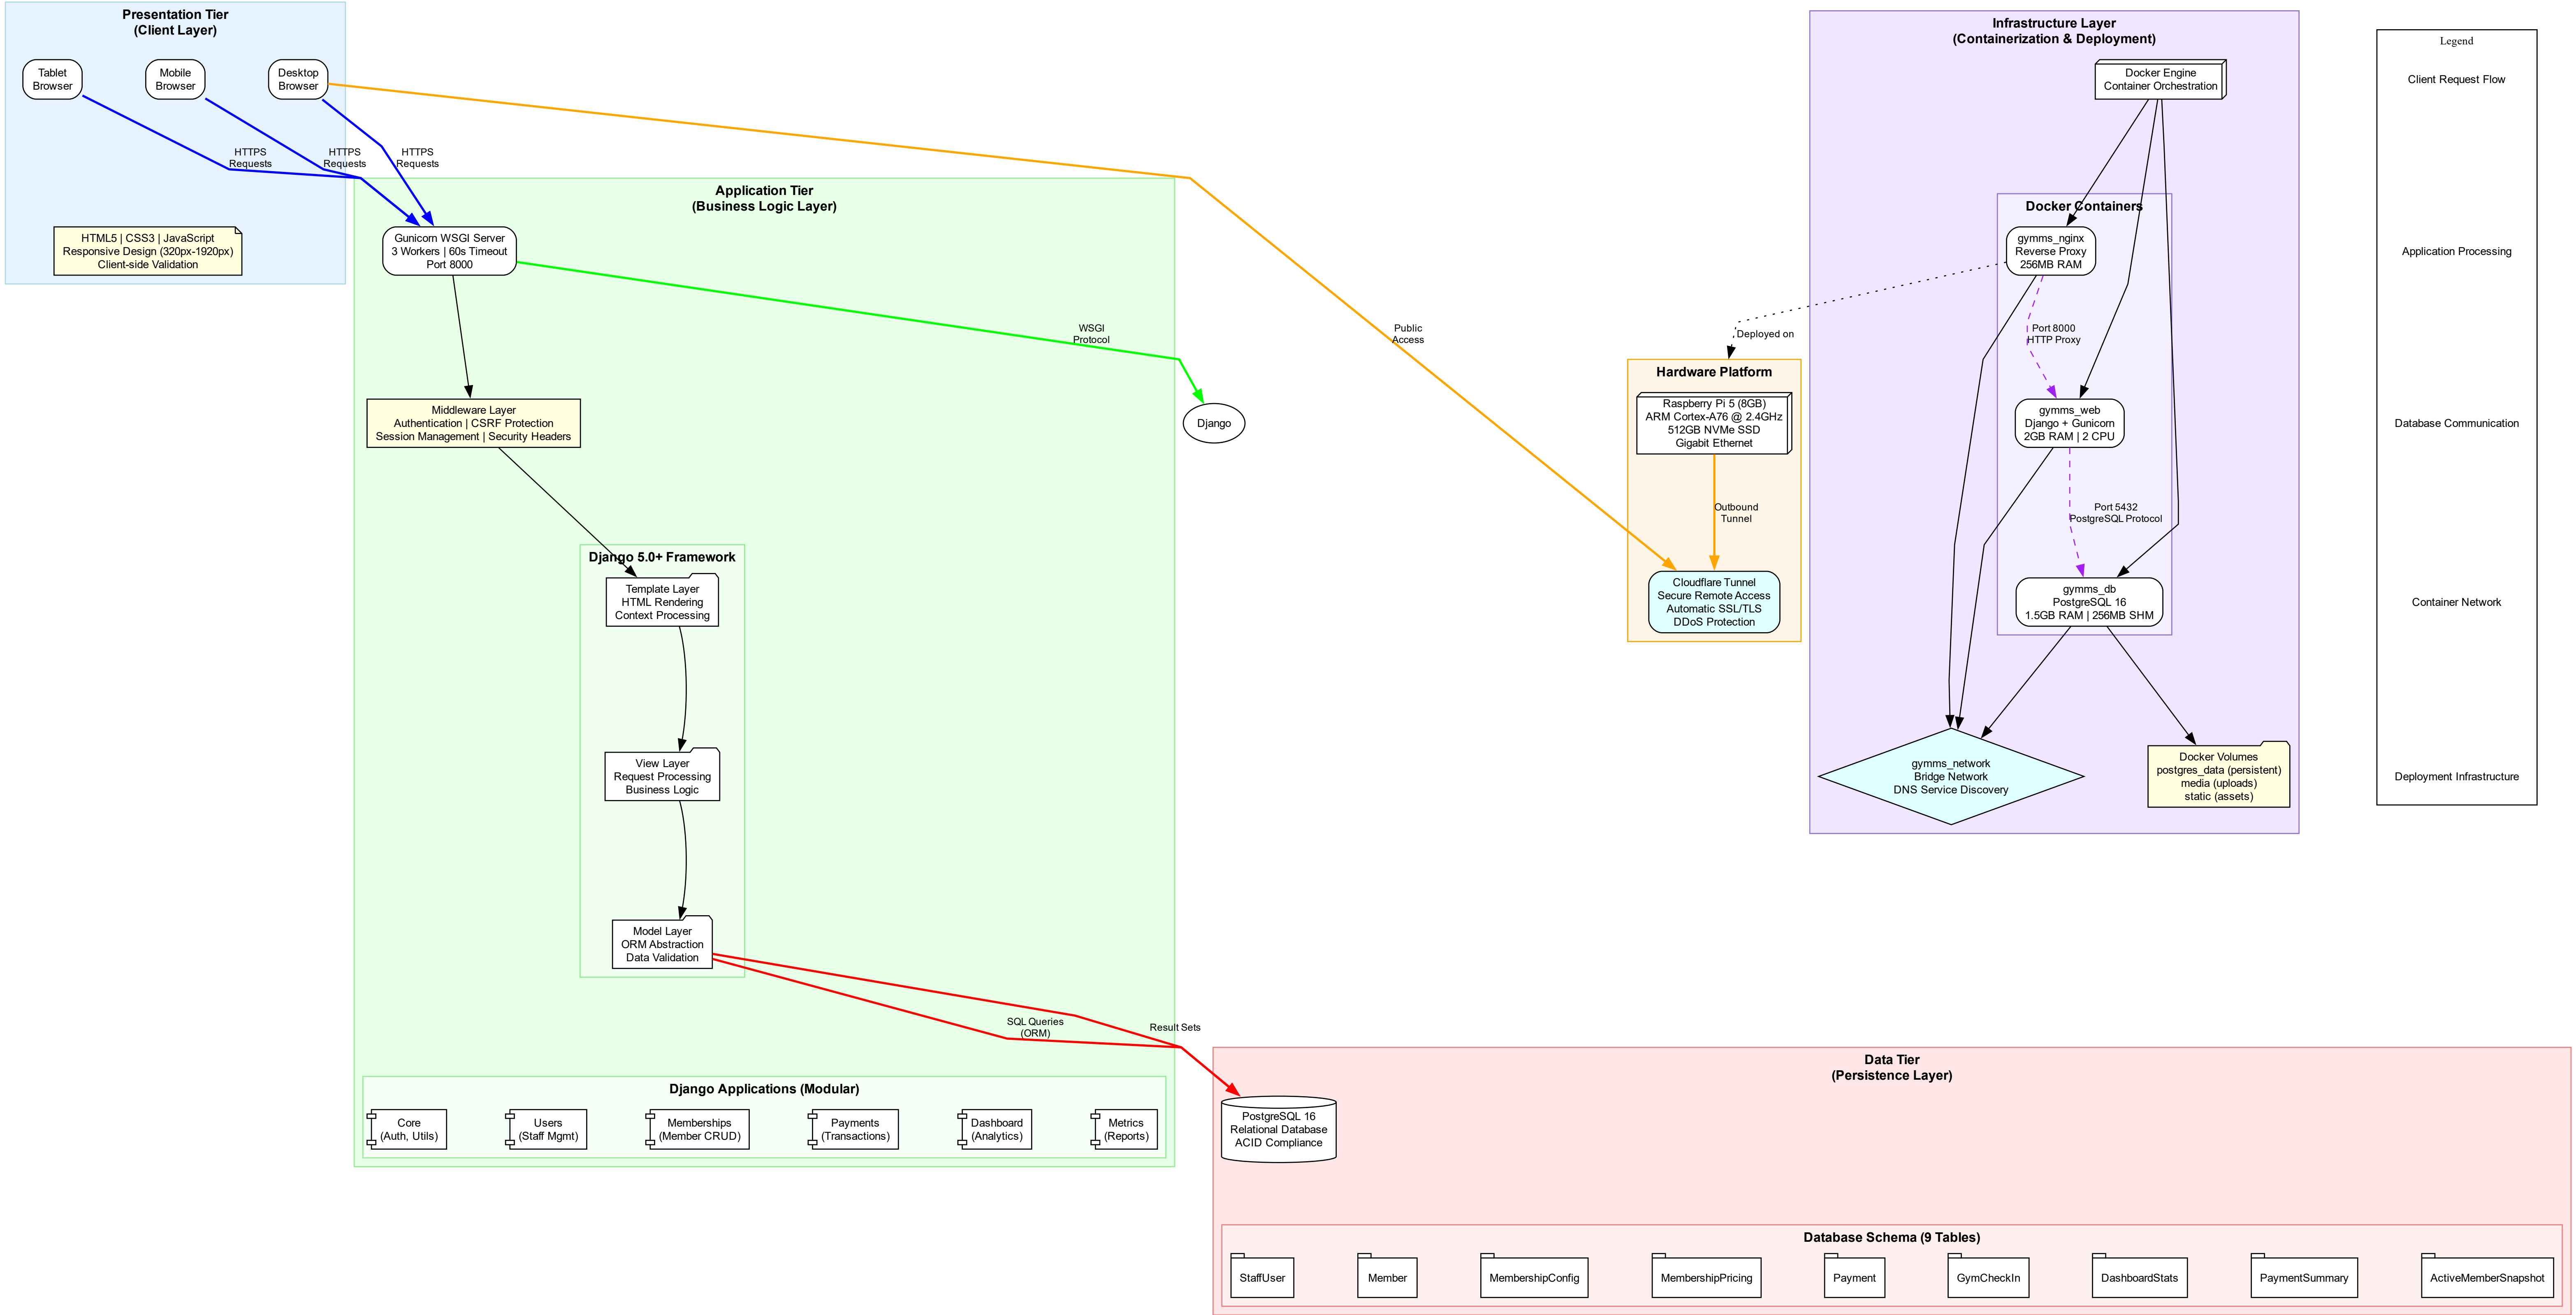 Presentation Tier
(Client Layer)
Tablet
Browser
Mobile
Browser
Desktop
Browser
HTTPS
Requests
HTTPS
Requests
HTTPS
Requests
HTML5 | CSS3 | JavaScript
Responsive Design (320px-1920px)
Client-side Validation
Application Tier
(Business Logic Layer)
Gunicorn WSGI Server
3 Workers | 60s Timeout
Port 8000
WSGI
Protocol
Django
Middleware Layer
Authentication | CSRF Protection
Session Management | Security Headers
Django 5.0+ Framework
Template Layer
HTML Rendering
Context Processing
View Layer
Request Processing
Business Logic
Model Layer
ORM Abstraction
Data Validation
SQL Queries
(ORM)
Result Sets
Django Applications (Modular)
Core
(Auth, Utils)
Users
(Staff Mgmt)
Memberships
(Member CRUD)
Payments
(Transactions)
Dashboard
(Analytics)
Metrics
(Reports)
Public
Access
Hardware Platform
Raspberry Pi 5 (8GB)
ARM Cortex-A76 @ 2.4GHz
512GB NVMe SSD
Gigabit Ethernet
Outbound
Tunnel
Cloudflare Tunnel
Secure Remote Access
Automatic SSL/TLS
DDoS Protection
Deployed on
Infrastructure Layer
(Containerization & Deployment)
Docker Engine
Container Orchestration
Docker Containers
gymms_nginx
Reverse Proxy
256MB RAM
Port 8000
HTTP Proxy
gymms_web
Django + Gunicorn
2GB RAM | 2 CPU
Port 5432
PostgreSQL Protocol
gymms_db
PostgreSQL 16
1.5GB RAM | 256MB SHM
gymms_network
Bridge Network
DNS Service Discovery
Docker Volumes
postgres_data (persistent)
media (uploads)
static (assets)
Legend
Client Request Flow
Application Processing
Database Communication
Container Network
Deployment Infrastructure
Data Tier
(Persistence Layer)
PostgreSQL 16
Relational Database
ACID Compliance
Database Schema (9 Tables)
StaffUser
Member
MembershipConfig
MembershipPricing
Payment
GymCheckIn
DashboardStats
PaymentSummary
ActiveMemberSnapshot